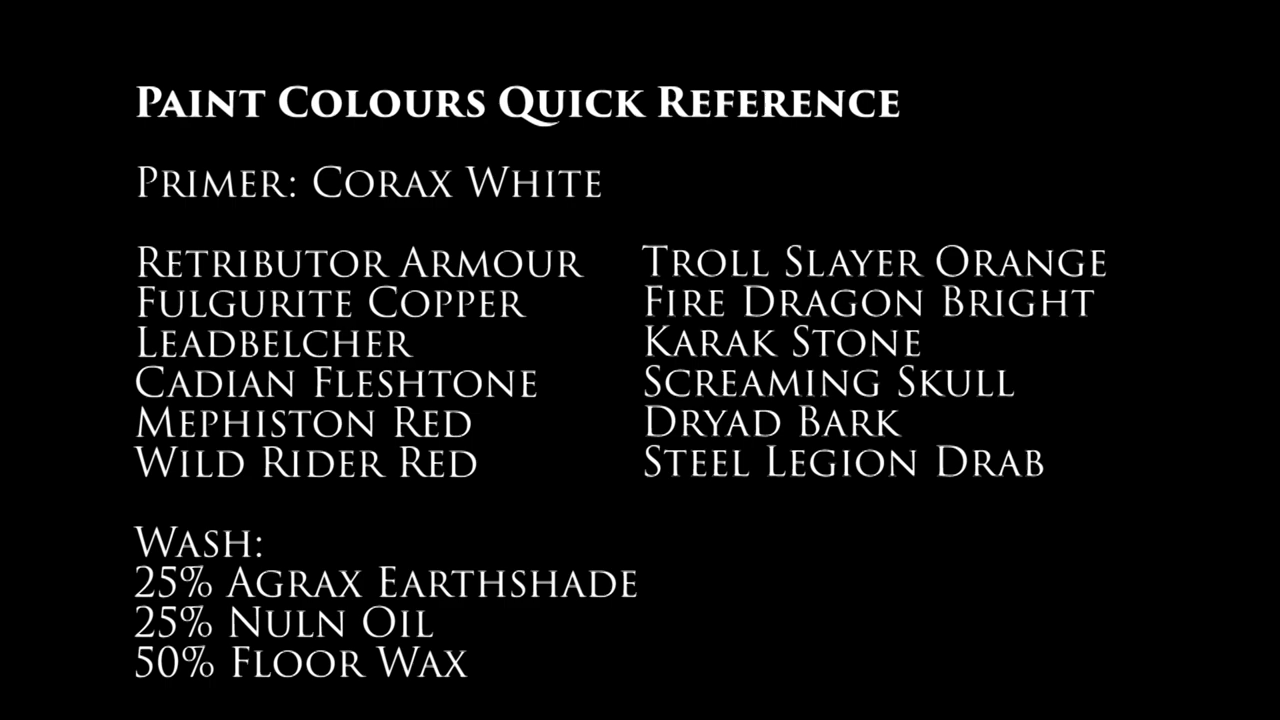 Paint Colours Quick Reference
Primer: Corax White
Retributor Armour
Fulgurite Copper
Leadbelcher
Cadian Fleshtone
Mephiston Red
Wild Rider Red
Troll Slayer Orange
Fire Dragon Bright
Karak Stone
Screaming Skull
Dryad Bark
Steel Legion Drab
Wash:
25% Agrax Earthshade
25% Nuln Oil
50% Floor Wax